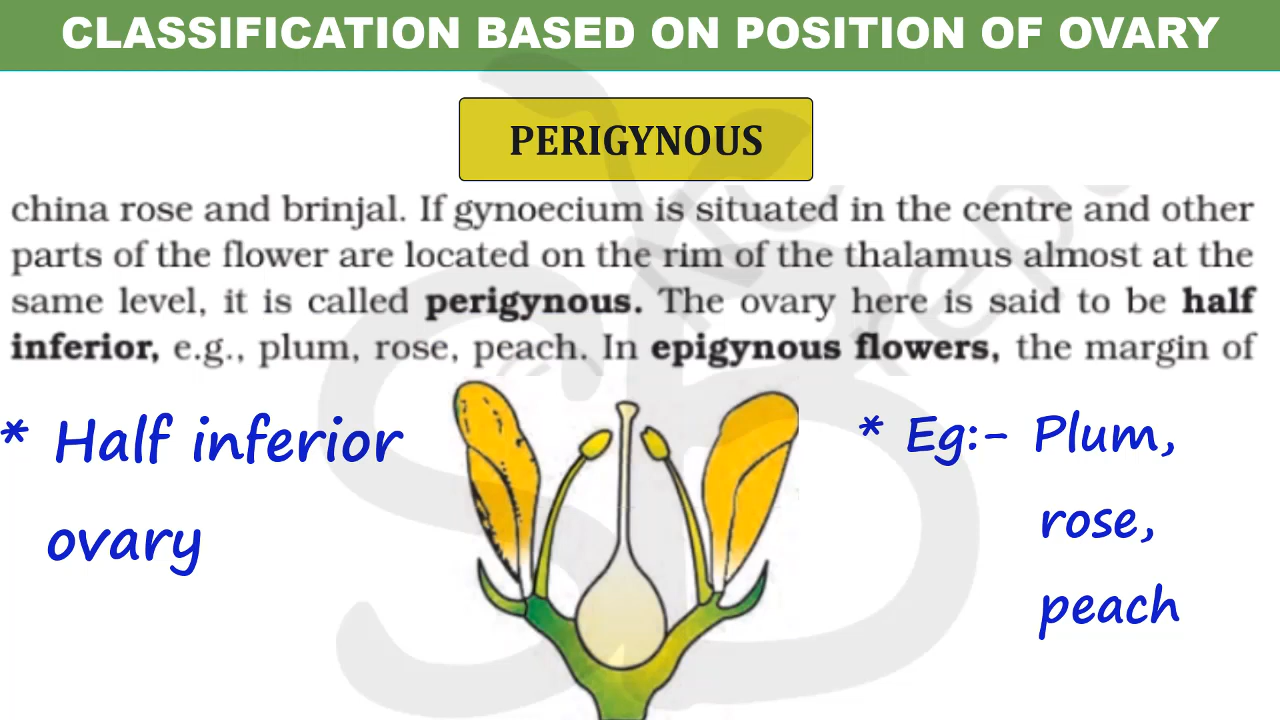 CLASSIFICATION BASED ON POSITION OF OVARY
PERIGYNOUS
china rose and brinjal. If gynoecium is situated in the centre and other
parts of the flower are located on the rim of the thalamus almost at the
same level, it is called perigynous. The ovary here is said to be half
inferior, e.g., plum, rose, peach. In epigynous flowers, the margin of
* Half inferior
ovary
* Eg:- Plum,
rose,
peach